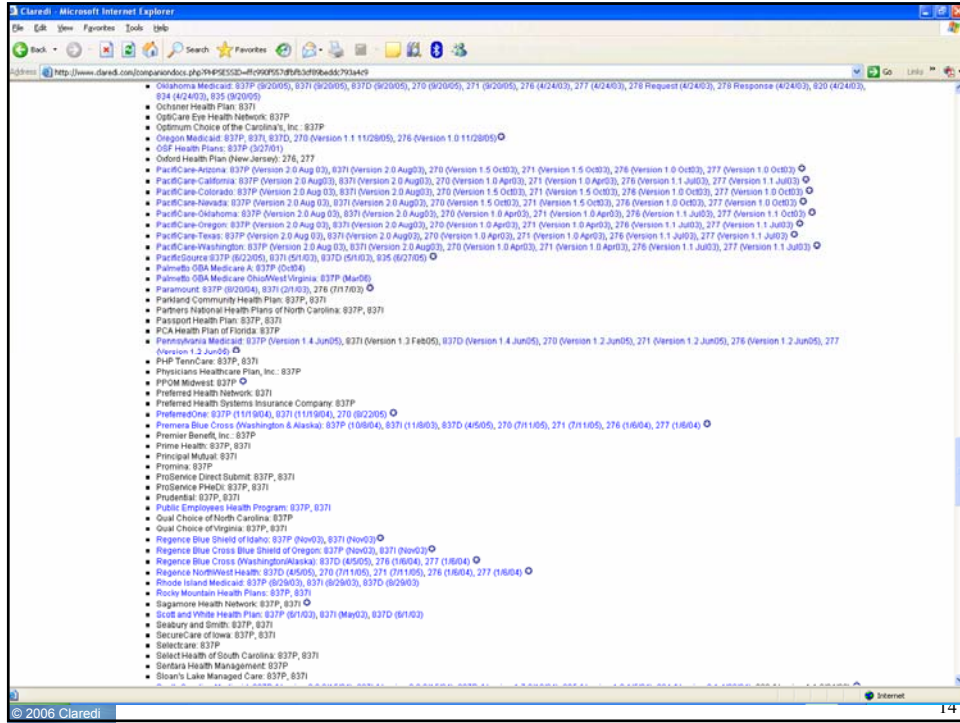 Claredi - Microsoft Internet Explorer
File Edit View Favorites Tools Help
Back Search Favorites
Address http://www.claredi.com/companiondocs.php?PHPSESSID=ffc990f557dfbfb3cf89beddc793a4c9 Go Links »
Oklahoma Medicaid: 837P (9/20/05), 837I (9/20/05), 837D (9/20/05), 270 (9/20/05), 271 (9/20/05), 276 (4/24/03), 277 (4/24/03), 278 Request (4/24/03), 278 Response (4/24/03), 820 (4/24/03),
834 (4/24/03), 835 (9/20/05)
Ochsner Health Plan: 837I
OptiCare Eye Health Network: 837P
Optimum Choice of the Carolina's, Inc.: 837P
Oregon Medicaid: 837P, 837I, 837D, 270 (Version 1.1 11/28/05), 276 (Version 1.0 11/28/05)
OSF Health Plans: 837P (3/27/01)
Oxford Health Plan (New Jersey): 276, 277
PacifiCare-Arizona: 837P (Version 2.0 Aug 03), 837I (Version 2.0 Aug03), 270 (Version 1.5 Oct03), 271 (Version 1.5 Oct03), 276 (Version 1.0 Oct03), 277 (Version 1.0 Oct03)
PacifiCare-California: 837P (Version 2.0 Aug03), 837I (Version 2.0 Aug03), 270 (Version 1.0 Apr03), 271 (Version 1.0 Apr03), 276 (Version 1.1 Jul03), 277 (Version 1.1 Jul03)
PacifiCare-Colorado: 837P (Version 2.0 Aug03), 837I (Version 2.0 Aug03), 270 (Version 1.5 Oct03), 271 (Version 1.5 Oct03), 276 (Version 1.0 Oct03), 277 (Version 1.0 Oct03)
PacifiCare-Nevada: 837P (Version 2.0 Aug03), 837I (Version 2.0 Aug03), 270 (Version 1.5 Oct03), 271 (Version 1.5 Oct03), 276 (Version 1.0 Oct03), 277 (Version 1.0 Oct03)
PacifiCare-Oklahoma: 837P (Version 2.0 Aug03), 837I (Version 2.0 Aug03), 270 (Version 1.0 Apr03), 271 (Version 1.0 Apr03), 276 (Version 1.1 Jul03), 277 (Version 1.1 Oct03)
PacifiCare-Oregon: 837P (Version 2.0 Aug03), 837I (Version 2.0 Aug03), 270 (Version 1.0 Apr03), 271 (Version 1.0 Apr03), 276 (Version 1.1 Jul03), 277 (Version 1.1 Jul03)
PacifiCare-Texas: 837P (Version 2.0 Aug 03), 837I (Version 2.0 Aug03), 270 (Version 1.0 Apr03), 271 (Version 1.0 Apr03), 276 (Version 1.1 Jul03), 277 (Version 1.1 Jul03)
PacifiCare-Washington: 837P (Version 2.0 Aug 03), 837I (Version 2.0 Aug03), 270 (Version 1.0 Apr03), 271 (Version 1.0 Apr03), 276 (Version 1.1 Jul03), 277 (Version 1.1 Jul03)
PacificSource:837P (6/22/05), 837I (5/1/03), 837D (5/1/03), 835 (6/27/05)
Palmetto GBA Medicare A: 837P (Oct04)
Palmetto GBA Medicare Ohio/West Virginia: 837P (Mar06)
Paramount: 837P (8/20/04), 837I (2/1/03), 276 (7/17/03)
Parkland Community Health Plan: 837P, 837I
Partners National Health Plans of North Carolina: 837P, 837I
Passport Health Plan: 837P, 837I
PCA Health Plan of Florida: 837P
Pennsylvania Medicaid: 837P (Version 1.4 Jun05), 837I (Version 1.3 Feb05), 837D (Version 1.4 Jun05), 270 (Version 1.2 Jun05), 271 (Version 1.2 Jun05), 276 (Version 1.2 Jun05), 277
(Version 1.2 Jun05)
PHP TennCare: 837P, 837I
Physicians Healthcare Plan, Inc.: 837P
PPOM Midwest: 837P
Preferred Health Network: 837I
Preferred Health Systems Insurance Company: 837P
PreferredOne: 837P (11/19/04), 837I (11/19/04), 270 (8/22/05)
Premera Blue Cross (Washington & Alaska): 837P (10/8/04), 837I (11/8/03), 837D (4/5/05), 270 (7/11/05), 271 (7/11/05), 276 (1/6/04), 277 (1/6/04)
Premier Benefit, Inc.: 837P
Prime Health: 837P, 837I
Principal Mutual: 837I
Promina: 837P
ProService Direct Submit: 837P, 837I
ProService PHeDI: 837P, 837I
Prudential: 837P, 837I
Public Employees Health Program: 837P, 837I
Qual Choice of North Carolina: 837P
Qual Choice of Virginia: 837P, 837I
Regence Blue Shield of Idaho: 837P (Nov03), 837I (Nov03)
Regence Blue Cross Blue Shield of Oregon: 837P (Nov03), 837I (Nov03)
Regence Blue Cross (Washington/Alaska): 837D (4/5/05), 276 (1/6/04), 277 (1/6/04)
Regence NorthWest Health: 837D (4/5/05), 270 (7/11/05), 271 (7/11/05), 276 (1/6/04), 277 (1/6/04)
Rhode Island Medicaid: 837P (8/29/03), 837I (8/29/03), 837D (8/29/03)
Rocky Mountain Health Plans: 837P, 837I
Sagamore Health Network: 837P, 837I
Scott and White Health Plan: 837P (6/1/03), 837I (May03), 837D (6/1/03)
Seabury and Smith: 837P, 837I
SecureCare of Iowa: 837P, 837I
Selectcare: 837P
Select Health of South Carolina: 837P, 837I
Sentara Health Management: 837P
Sloan's Lake Managed Care: 837P, 837I
Internet
© 2006 Claredi
14